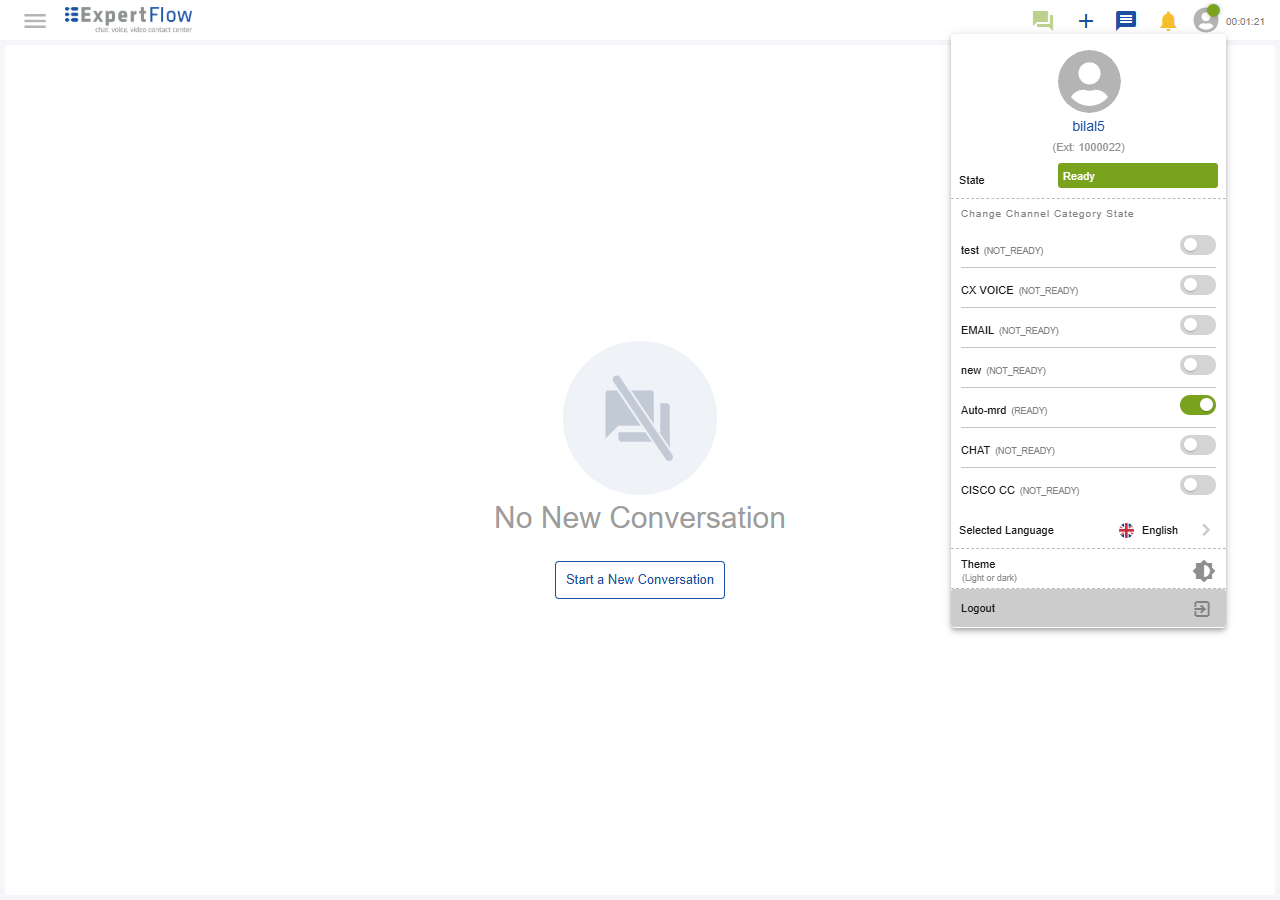 ExpertFlow
chat, voice, video contact center
00:01:21
bilal5
(Ext: 1000022)
State
Ready
Change Channel Category State
test (NOT_READY)
CX VOICE (NOT_READY)
EMAIL (NOT_READY)
new (NOT_READY)
Auto-mrd (READY)
CHAT (NOT_READY)
CISCO CC (NOT_READY)
Selected Language English
Theme
(Light or dark)
Logout
No New Conversation
Start a New Conversation